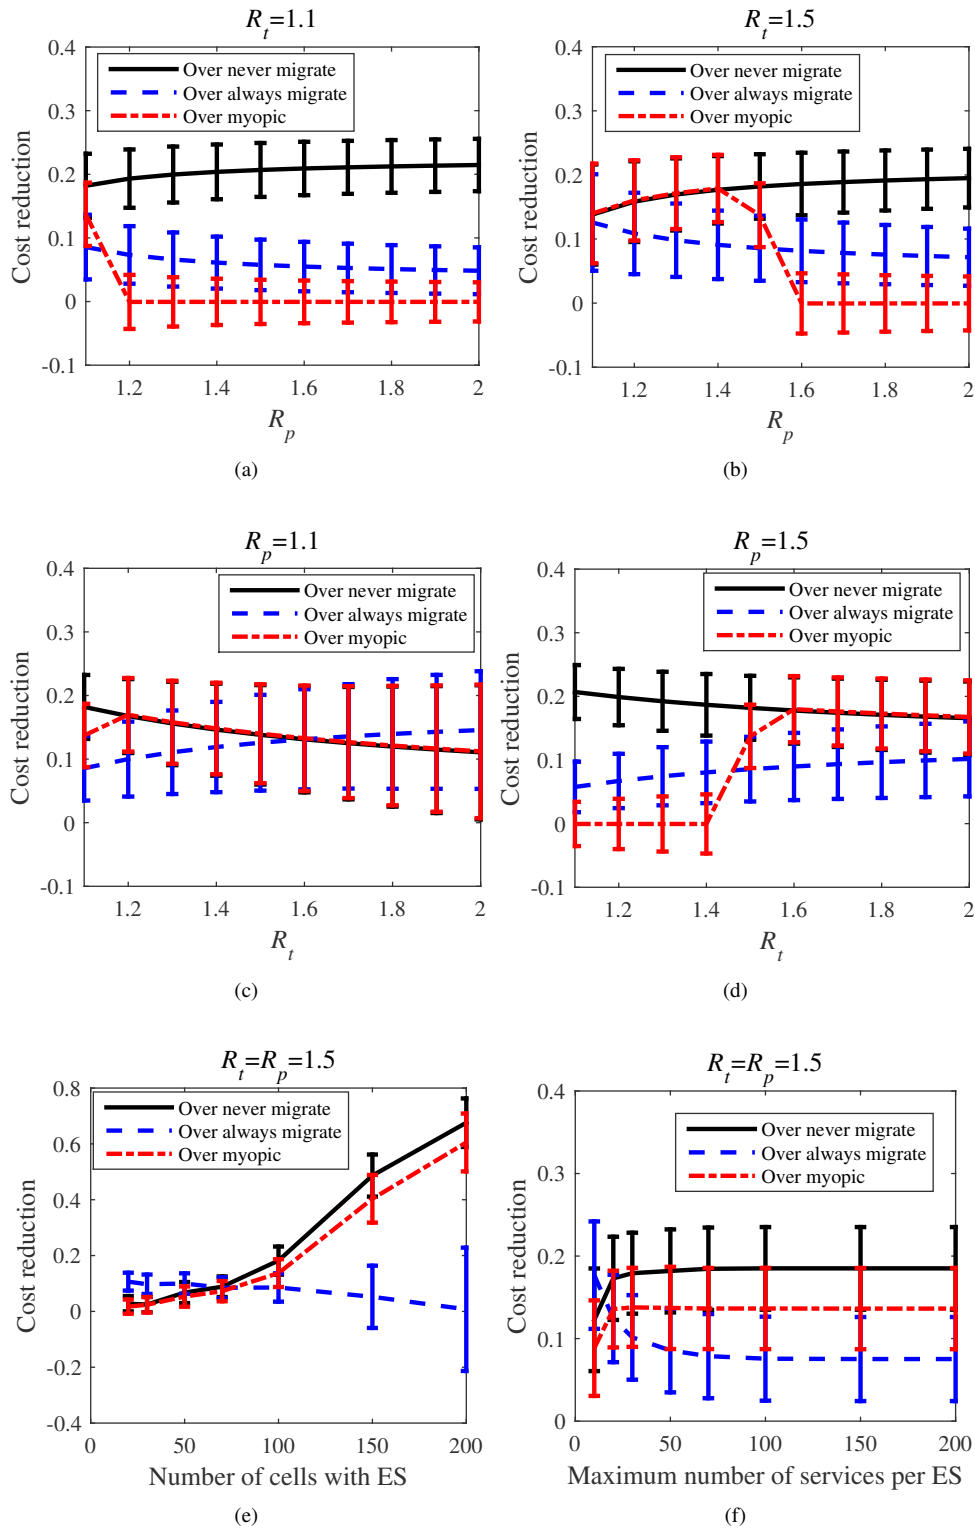 R_t=1.1
0.4
0.3
0.2
0.1
0
-0.1
Cost reduction
Over never migrate
Over always migrate
Over myopic
1.2 1.4 1.6 1.8 2
R_p
(a)
R_t=1.5
0.4
0.3
0.2
0.1
0
-0.1
Cost reduction
Over never migrate
Over always migrate
Over myopic
1.2 1.4 1.6 1.8 2
R_p
(b)
R_p=1.1
0.4
0.3
0.2
0.1
0
-0.1
Cost reduction
Over never migrate
Over always migrate
Over myopic
1.2 1.4 1.6 1.8 2
R_t
(c)
R_p=1.5
0.4
0.3
0.2
0.1
0
-0.1
Cost reduction
Over never migrate
Over always migrate
Over myopic
1.2 1.4 1.6 1.8 2
R_t
(d)
R_t=R_p=1.5
0.8
0.6
0.4
0.2
0
-0.2
-0.4
Cost reduction
Over never migrate
Over always migrate
Over myopic
0 50 100 150 200
Number of cells with ES
(e)
R_t=R_p=1.5
0.4
0.3
0.2
0.1
0
Cost reduction
Over never migrate
Over always migrate
Over myopic
0 50 100 150 200
Maximum number of services per ES
(f)